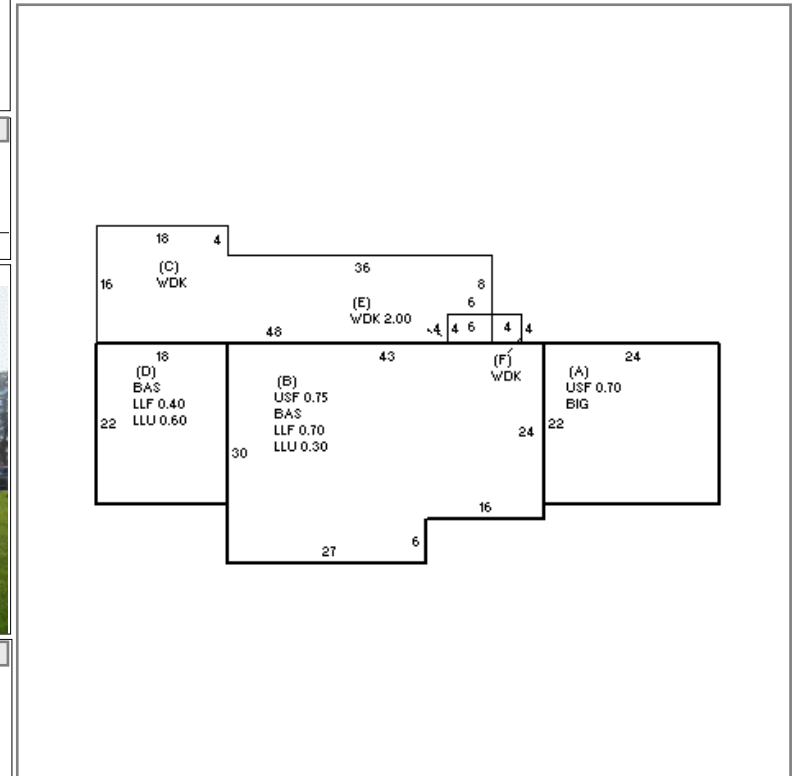 18
4
(C)
WDK
16
36
8
(E)
WDK 2.00
6
4
4
6
4
4
48
18
(D)
BAS
LLF 0.40
LLU 0.60
22
43
(B)
USF 0.75
BAS
LLF 0.70
LLU 0.30
30
(F)
WDK
24
24
(A)
USF 0.70
BIG
22
16
6
27